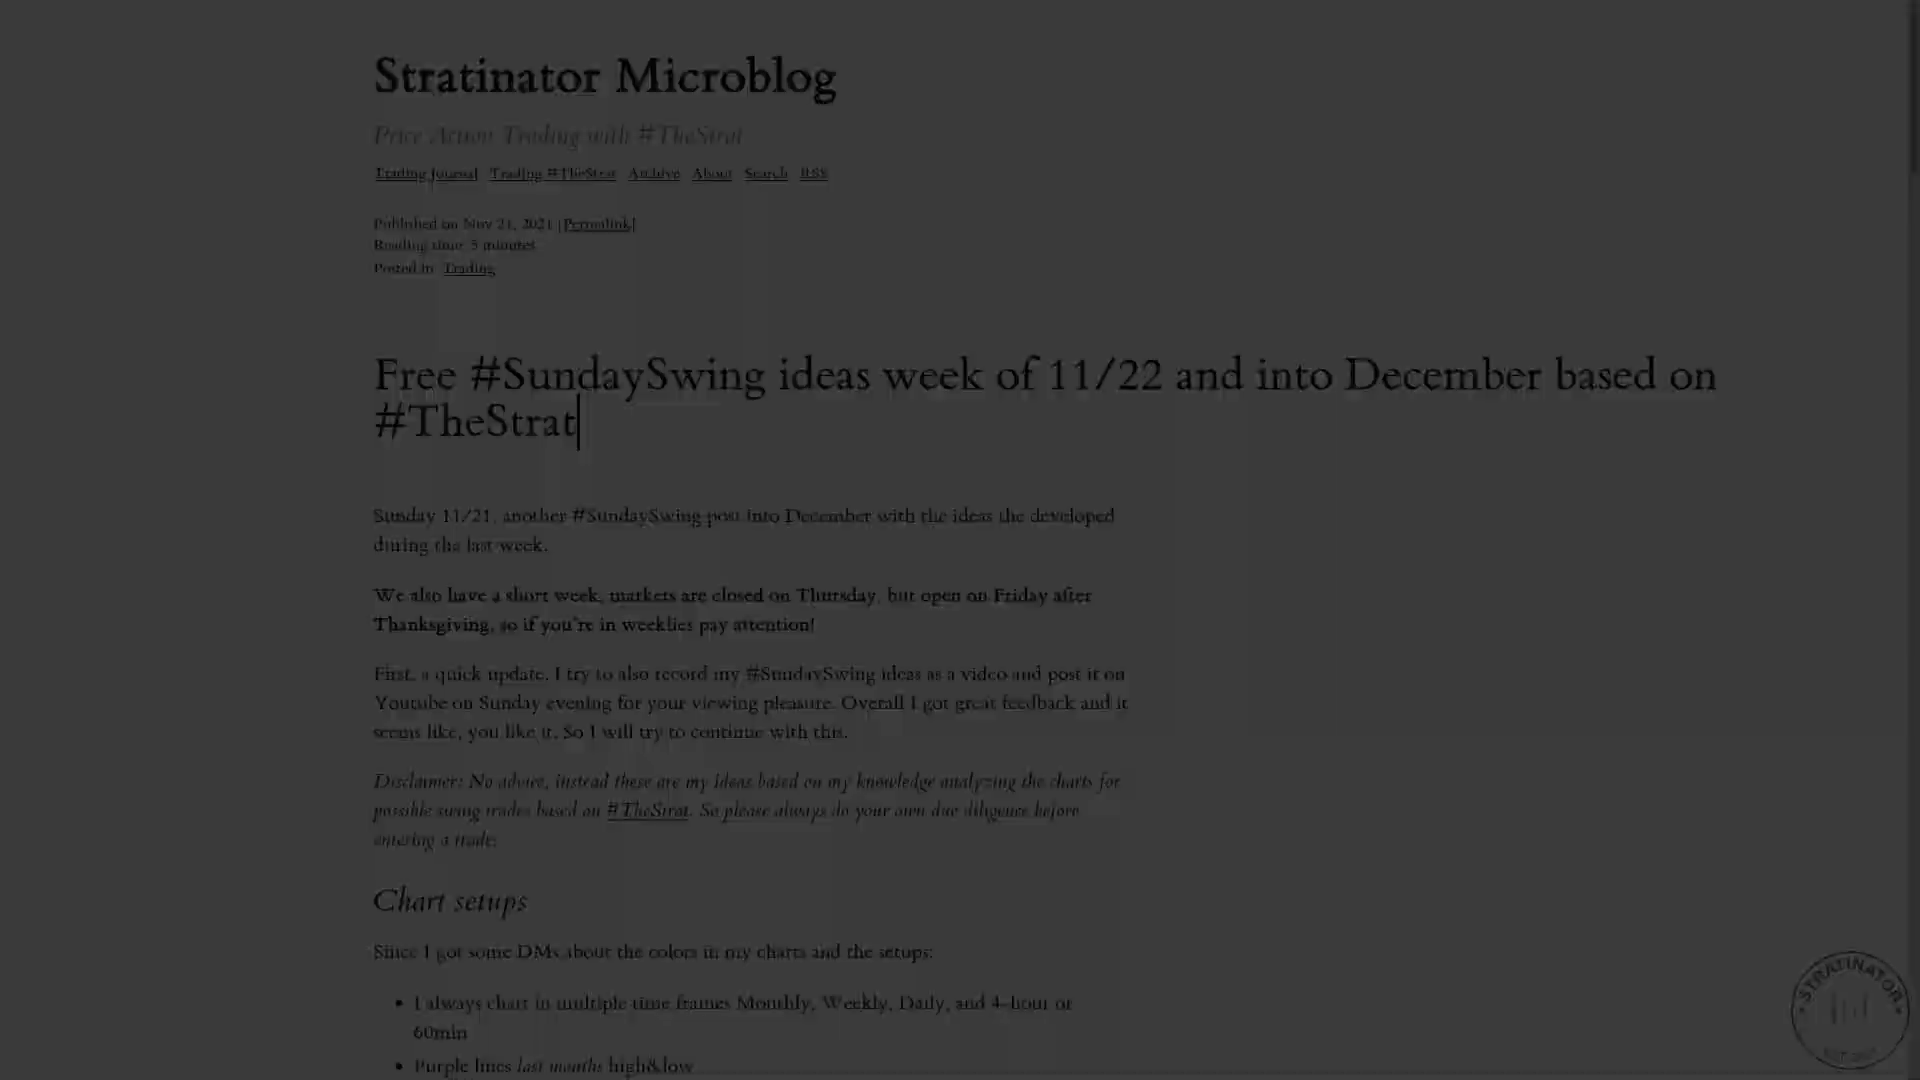 Stratinator Microblog
Price Action Trading with #TheStrat
Trading Journal Trading #TheStrat Archive About Search RSS
Published on Nov 21, 2021 [Permalink]
Reading time: 5 minutes
Posted in: Trading
Free #SundaySwing ideas week of 11/22 and into December based on
#TheStrat
Sunday 11/21, another #SundaySwing post into December with the ideas the developed
during the last week.
We also have a short week, markets are closed on Thursday, but open on Friday after
Thanksgiving, so if you're in weeklies pay attention!
First, a quick update. I try to also record my #SundaySwing ideas as a video and post it on
Youtube on Sunday evening for your viewing pleasure. Overall I got great feedback and it
seems like, you like it. So I will try to continue with this.
Disclaimer: No advice, instead these are my ideas based on my knowledge analyzing the charts for
possible swing trades based on #TheStrat. So please always do your own due diligence before
entering a trade.
Chart setups
Since I got some DMs about the colors in my charts and the setups:
• I always chart in multiple time frames Monthly, Weekly, Daily, and 4-hour or
60min
• Purple lines last months high&low
STRATINATOR